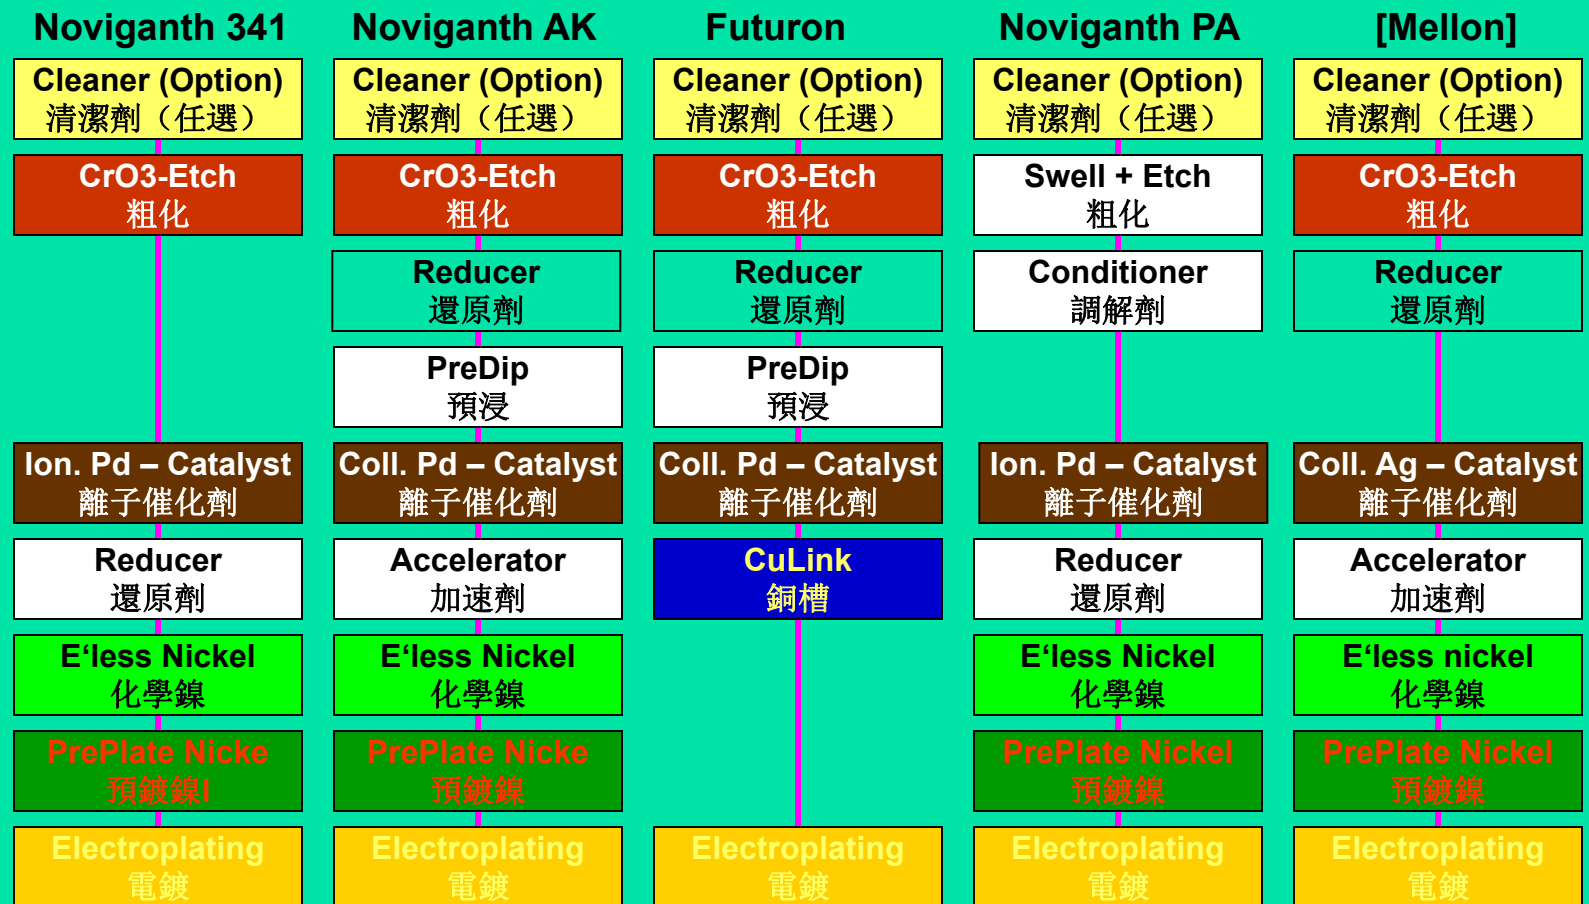 Noviganth 341
Noviganth AK
Futuron
Noviganth PA
[Mellon]
Cleaner (Option)
清潔劑（任選）
Cleaner (Option)
清潔劑（任選）
Cleaner (Option)
清潔劑（任選）
Cleaner (Option)
清潔劑（任選）
Cleaner (Option)
清潔劑（任選）
CrO3-Etch
粗化
CrO3-Etch
粗化
CrO3-Etch
粗化
Swell + Etch
粗化
CrO3-Etch
粗化
Reducer
還原劑
Reducer
還原劑
Conditioner
調解劑
Reducer
還原劑
PreDip
預浸
PreDip
預浸
Ion. Pd – Catalyst
離子催化劑
Coll. Pd – Catalyst
離子催化劑
Coll. Pd – Catalyst
離子催化劑
Ion. Pd – Catalyst
離子催化劑
Coll. Ag – Catalyst
離子催化劑
Reducer
還原劑
Accelerator
加速劑
CuLink
銅槽
Reducer
還原劑
Accelerator
加速劑
E‘less Nickel
化學鎳
E‘less Nickel
化學鎳
E‘less Nickel
化學鎳
E‘less nickel
化學鎳
PrePlate Nicke
預鍍鎳l
PrePlate Nicke
預鍍鎳
PrePlate Nickel
預鍍鎳
PrePlate Nickel
預鍍鎳
Electroplating
電鍍
Electroplating
電鍍
Electroplating
電鍍
Electroplating
電鍍
Electroplating
電鍍